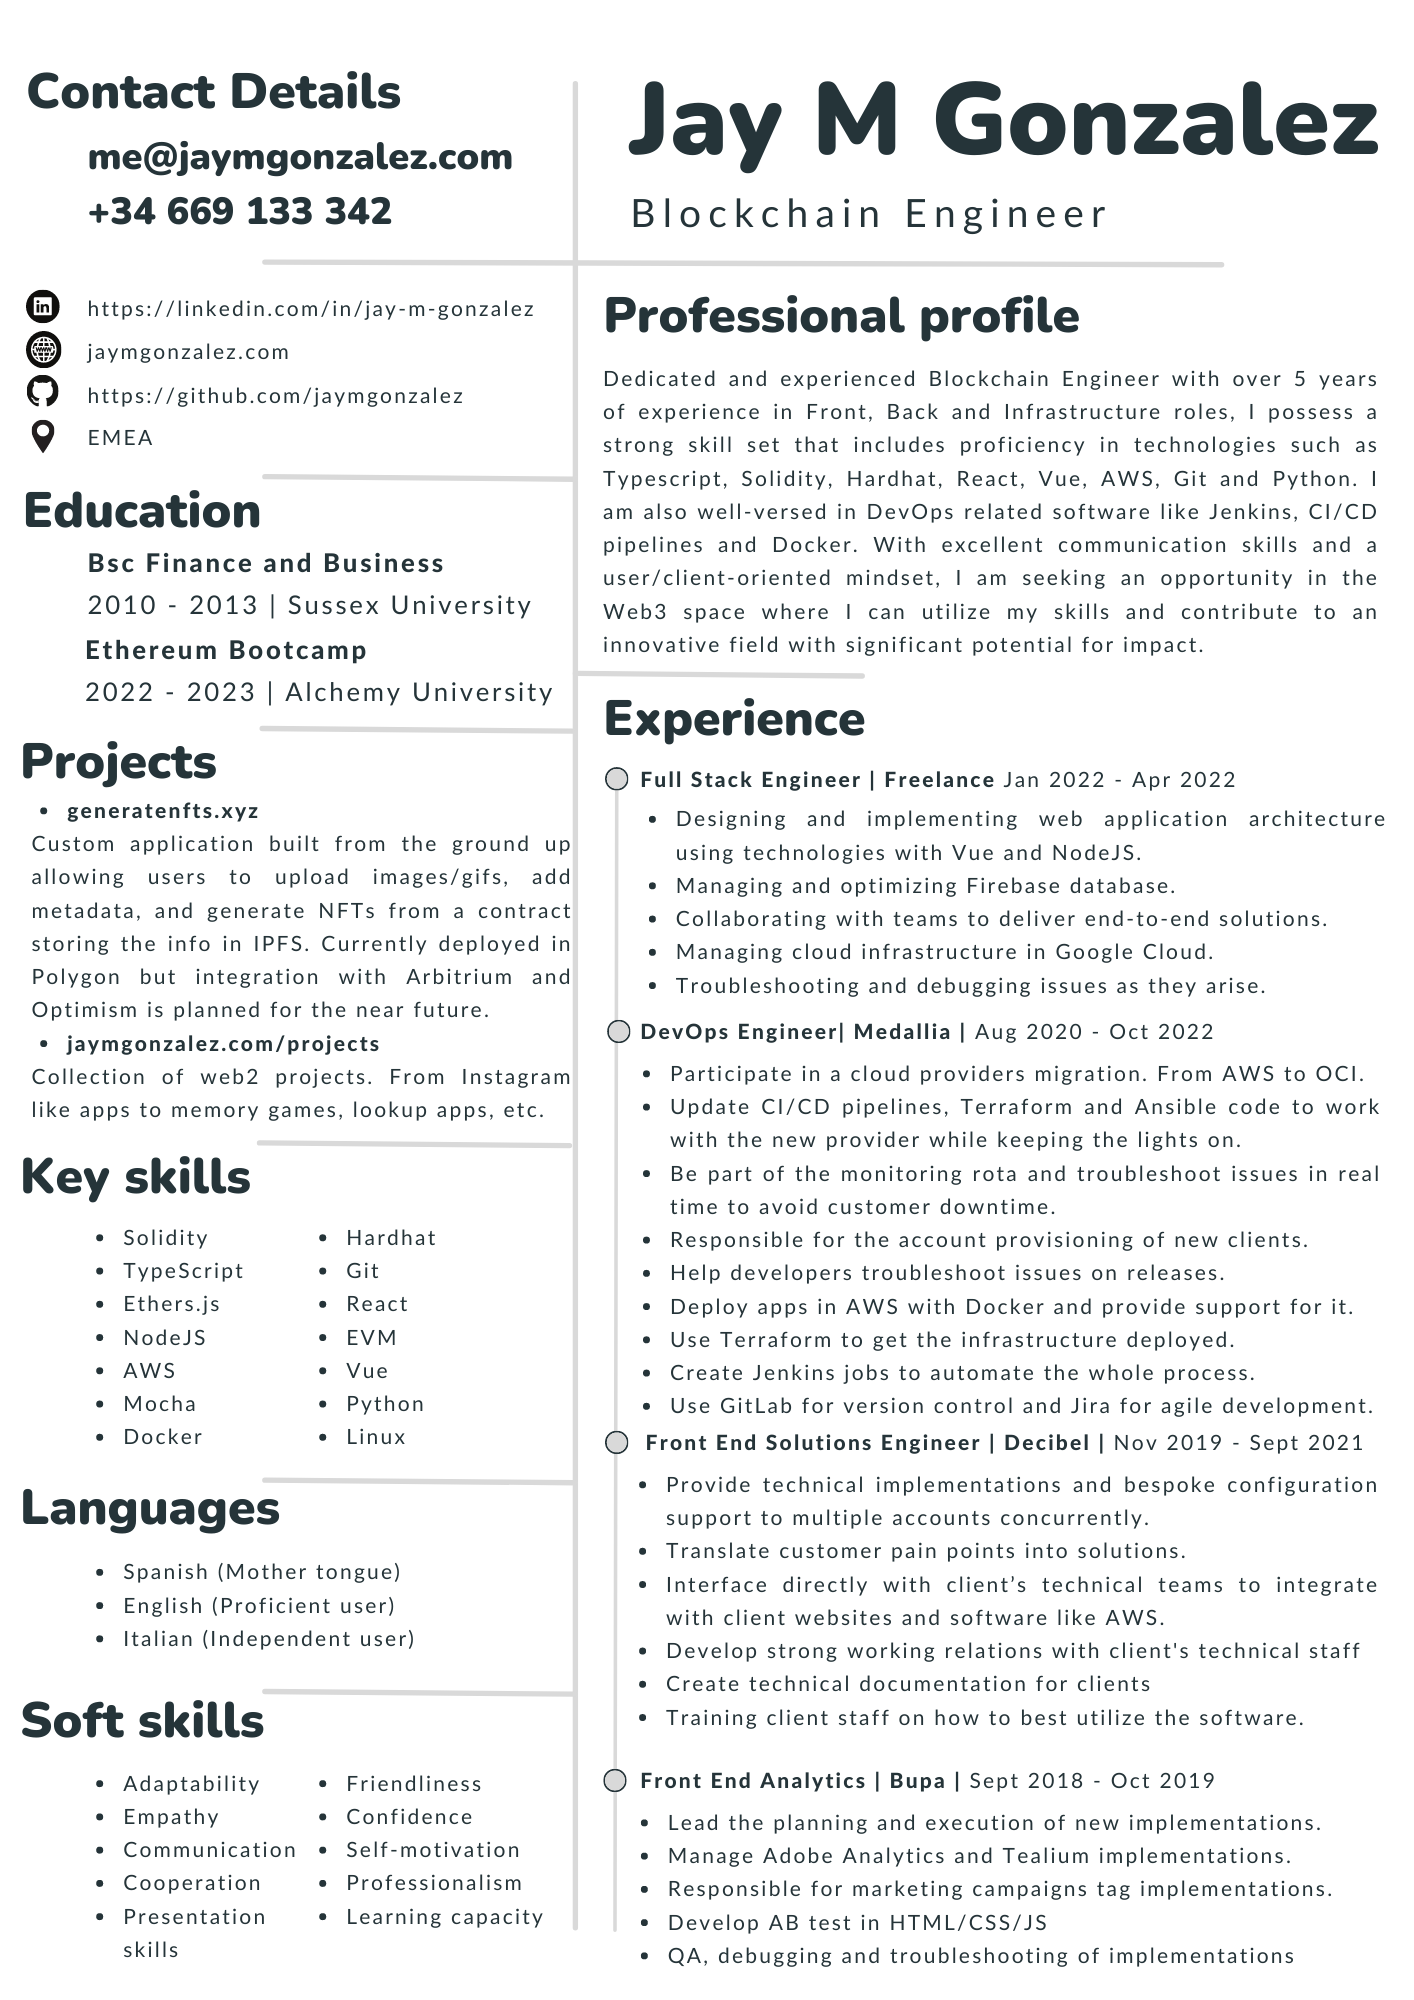 Contact Details
me@jaymgonzalez.com
+34 669 133 342
https://linkedin.com/in/jay-m-gonzalez
www
jaymgonzalez.com
https://github.com/jaymgonzalez
EMEA
Education
Bsc Finance and Business
2010 - 2013 | Sussex University
Ethereum Bootcamp
2022 - 2023 | Alchemy University
Projects
• generatenfts.xyz
Custom application built from the ground up
allowing users to upload images/gifs, add
metadata, and generate NFTs from a contract
storing the info in IPFS. Currently deployed in
Polygon but integration with Arbitrium and
Optimism is planned for the near future.
• jaymgonzalez.com/projects
Collection of web2 projects. From Instagram
like apps to memory games, lookup apps, etc.
Key skills
• Solidity
• TypeScript
• Ethers.js
• NodeJS
• AWS
• Mocha
• Docker
• Hardhat
• Git
• React
• EVM
• Vue
• Python
• Linux
Languages
• Spanish (Mother tongue)
• English (Proficient user)
• Italian (Independent user)
Soft skills
• Adaptability
• Empathy
• Communication
• Cooperation
• Presentation
skills
• Friendliness
• Confidence
• Self-motivation
• Professionalism
• Learning capacity
Jay M Gonzalez
Blockchain Engineer
Professional profile
Dedicated and experienced Blockchain Engineer with over 5 years
of experience in Front, Back and Infrastructure roles, I possess a
strong skill set that includes proficiency in technologies such as
Typescript, Solidity, Hardhat, React, Vue, AWS, Git and Python. I
am also well-versed in DevOps related software like Jenkins, CI/CD
pipelines and Docker. With excellent communication skills and a
user/client-oriented mindset, I am seeking an opportunity in the
Web3 space where I can utilize my skills and contribute to an
innovative field with significant potential for impact.
Experience
Full Stack Engineer | Freelance Jan 2022 - Apr 2022
• Designing and implementing web application architecture
using technologies with Vue and NodeJS.
• Managing and optimizing Firebase database.
• Collaborating with teams to deliver end-to-end solutions.
• Managing cloud infrastructure in Google Cloud.
• Troubleshooting and debugging issues as they arise.
DevOps Engineer| Medallia | Aug 2020 - Oct 2022
• Participate in a cloud providers migration. From AWS to OCI.
• Update CI/CD pipelines, Terraform and Ansible code to work
with the new provider while keeping the lights on.
• Be part of the monitoring rota and troubleshoot issues in real
time to avoid customer downtime.
• Responsible for the account provisioning of new clients.
• Help developers troubleshoot issues on releases.
• Deploy apps in AWS with Docker and provide support for it.
• Use Terraform to get the infrastructure deployed.
• Create Jenkins jobs to automate the whole process.
• Use GitLab for version control and Jira for agile development.
Front End Solutions Engineer | Decibel | Nov 2019 - Sept 2021
• Provide technical implementations and bespoke configuration
support to multiple accounts concurrently.
• Translate customer pain points into solutions.
• Interface directly with client’s technical teams to integrate
with client websites and software like AWS.
• Develop strong working relations with client's technical staff
• Create technical documentation for clients
• Training client staff on how to best utilize the software.
Front End Analytics | Bupa | Sept 2018 - Oct 2019
• Lead the planning and execution of new implementations.
• Manage Adobe Analytics and Tealium implementations.
• Responsible for marketing campaigns tag implementations.
• Develop AB test in HTML/CSS/JS
• QA, debugging and troubleshooting of implementations